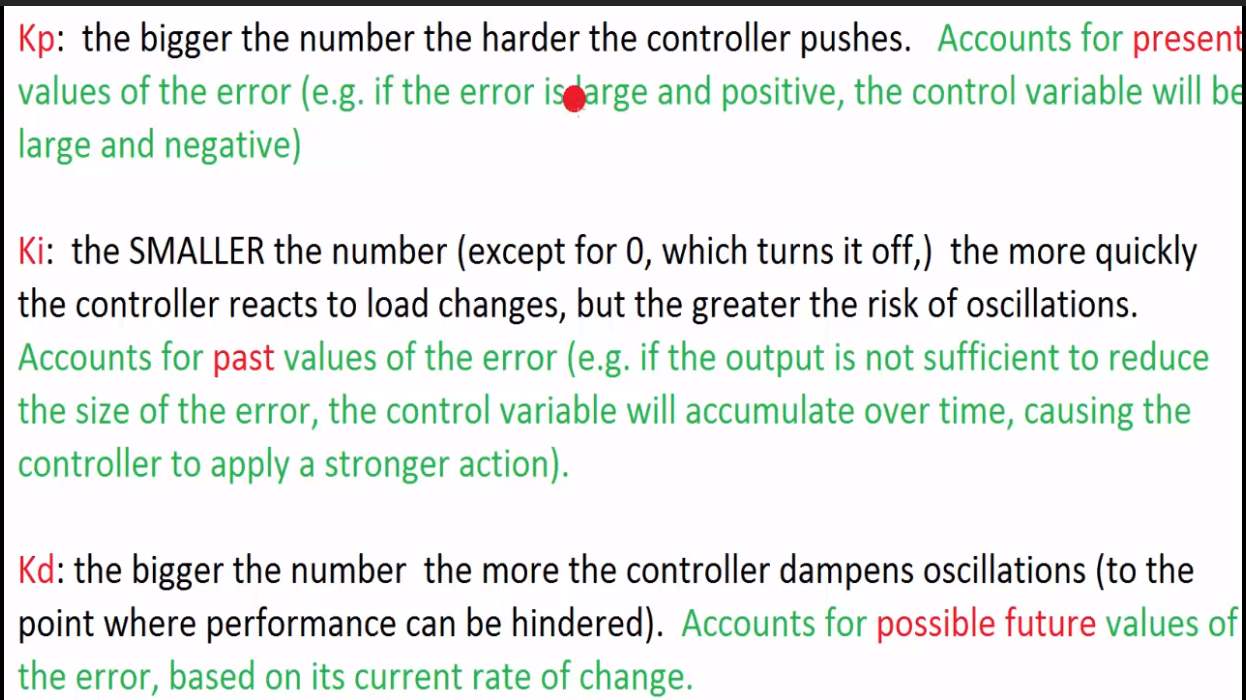 Kp: the bigger the number the harder the controller pushes. Accounts for present
values of the error (e.g. if the error is large and positive, the control variable will be
large and negative)
Ki: the SMALLER the number (except for 0, which turns it off,) the more quickly
the controller reacts to load changes, but the greater the risk of oscillations.
Accounts for past values of the error (e.g. if the output is not sufficient to reduce
the size of the error, the control variable will accumulate over time, causing the
controller to apply a stronger action).
Kd: the bigger the number the more the controller dampens oscillations (to the
point where performance can be hindered). Accounts for possible future values of
the error, based on its current rate of change.